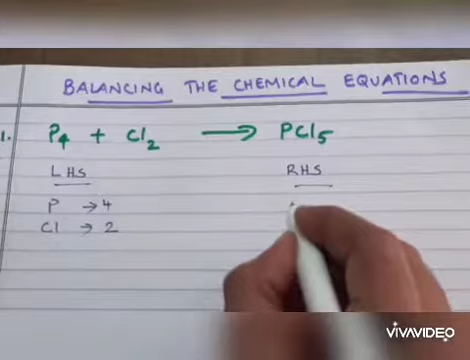 BALANCING THE CHEMICAL EQUATIONS
1. P₄ + Cl₂ ⟶ PCl₅
LHS RHS
P → 4
Cl → 2
VIVAVIDEO